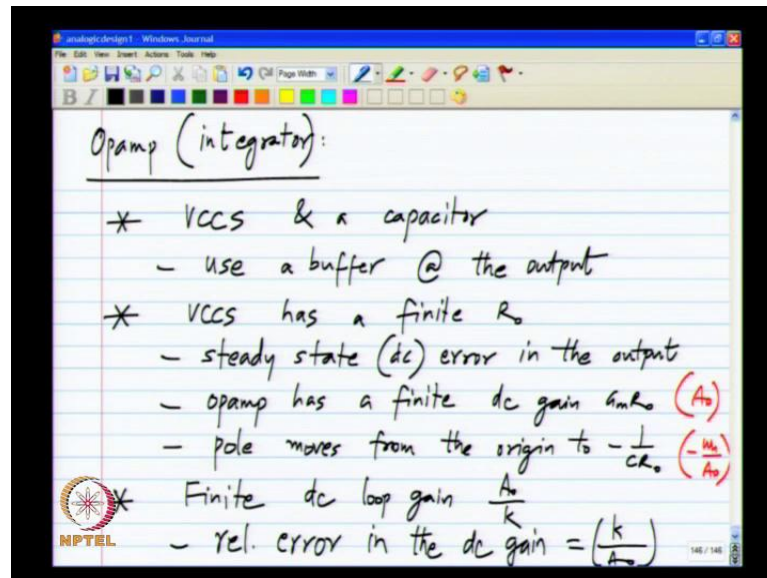 analogicdesign1 - Windows Journal
File Edit View Insert Actions Tools Help
Page Width
B I
Opamp (integrator):
* VCCS & a capacitor
- use a buffer @ the output
* VCCS has a finite R₀
- steady state (dc) error in the output
- opamp has a finite dc gain GmR₀ (A₀)
- pole moves from the origin to - 1/CR₀ (- ωu/A₀)
* Finite dc loop gain A₀/k
- rel. error in the dc gain = (k/A₀)
NPTEL
146 / 146